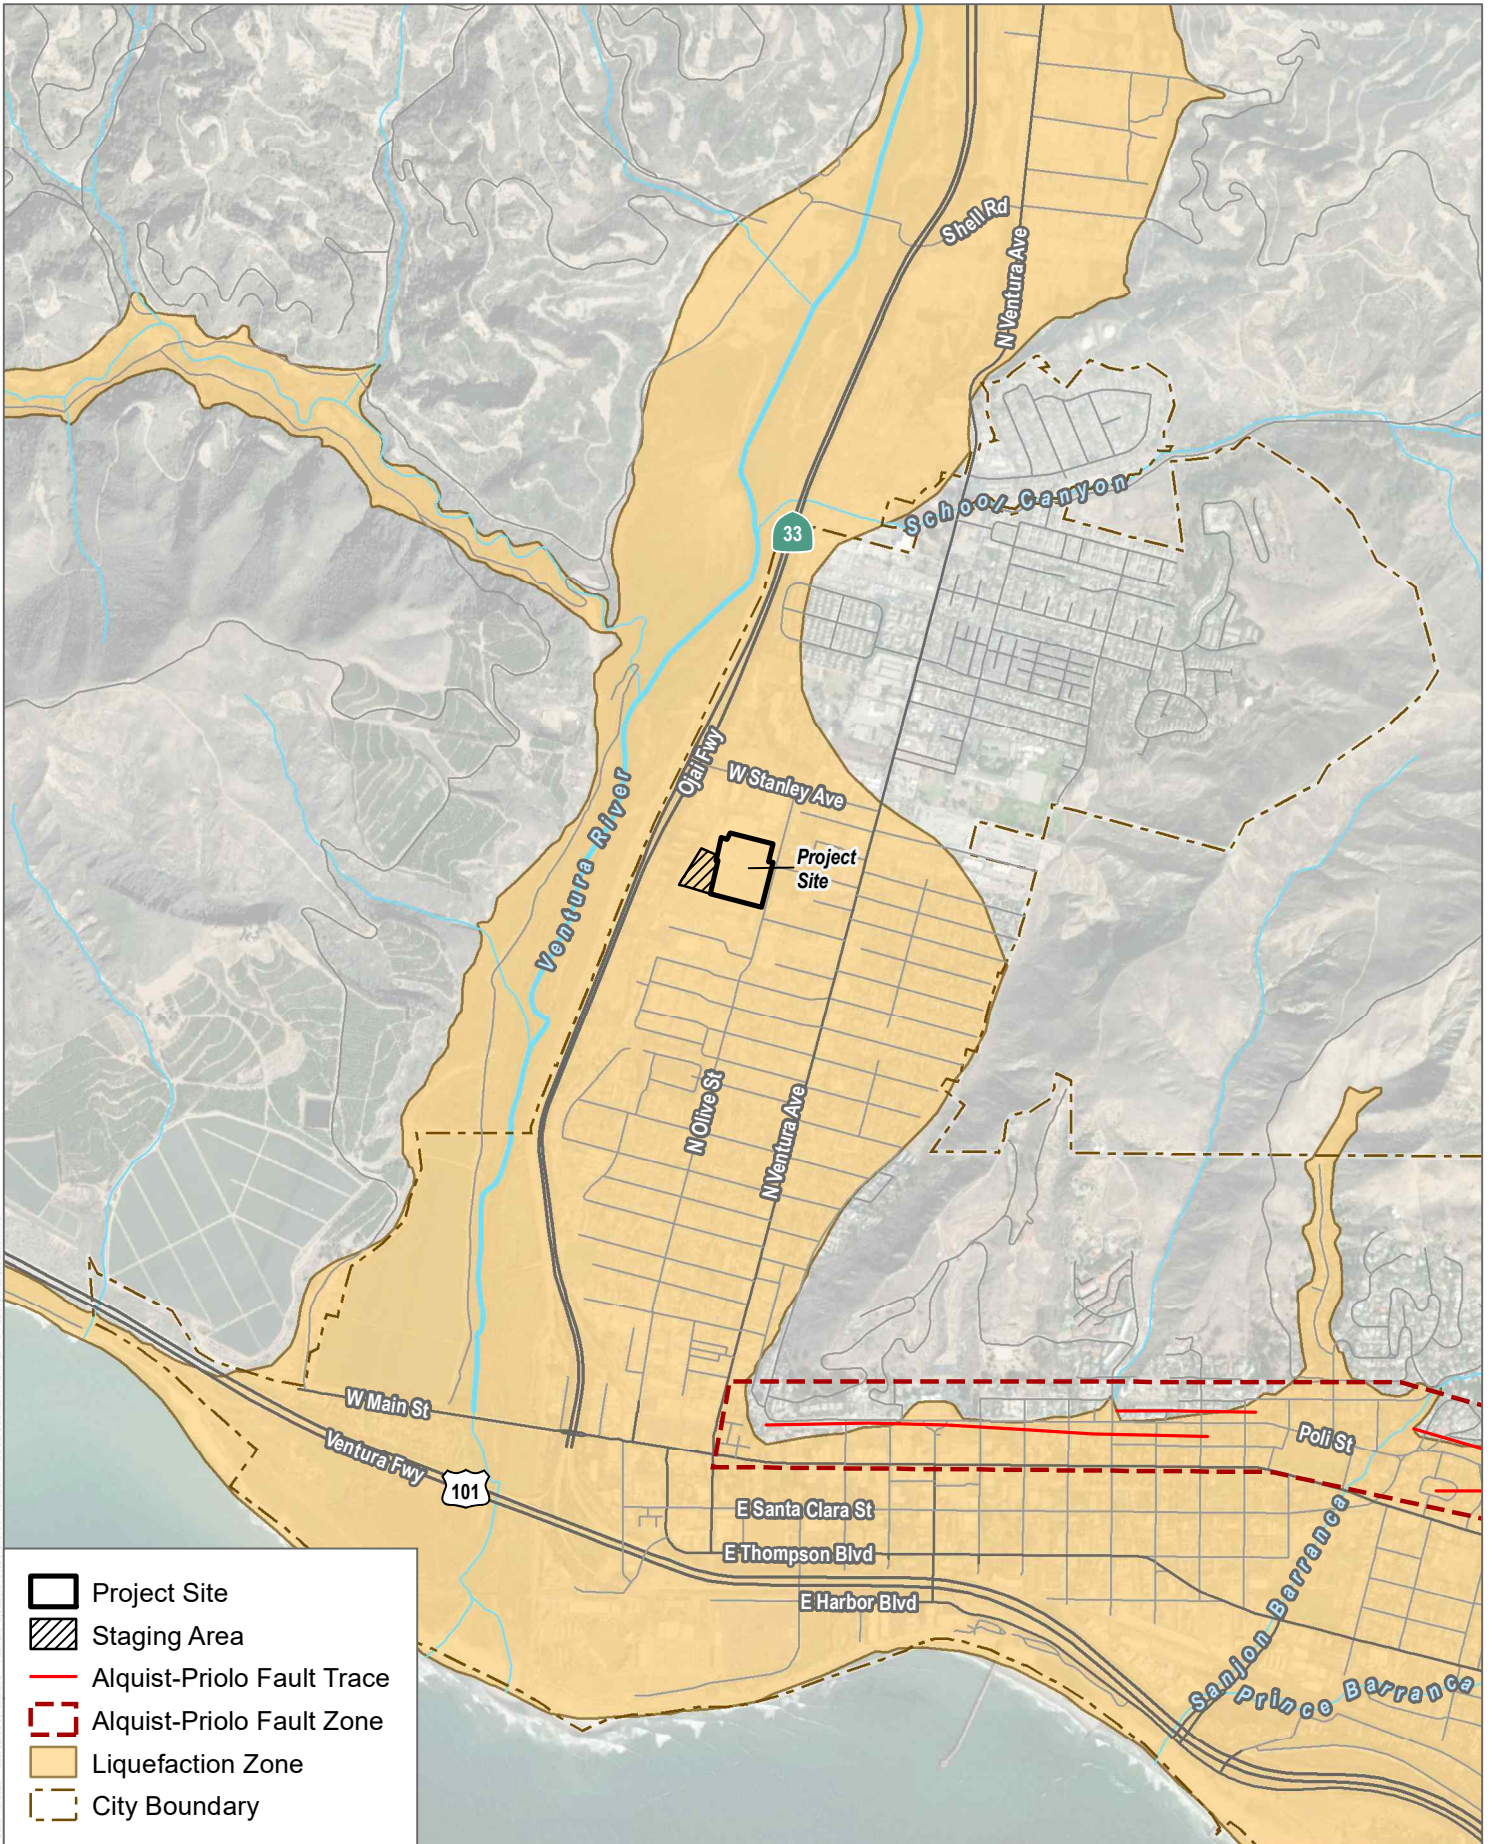 Shell Rd
N Ventura Ave
School Canyon
33
Ojai Fwy
W Stanley Ave
Ventura River
Project
Site
N Olive St
N Ventura Ave
W Main St
Ventura Fwy
101
Poli St
E Santa Clara St
E Thompson Blvd
E Harbor Blvd
Sanjon Barranca
Prince Barranca
Project Site
Staging Area
Alquist-Priolo Fault Trace
Alquist-Priolo Fault Zone
Liquefaction Zone
City Boundary